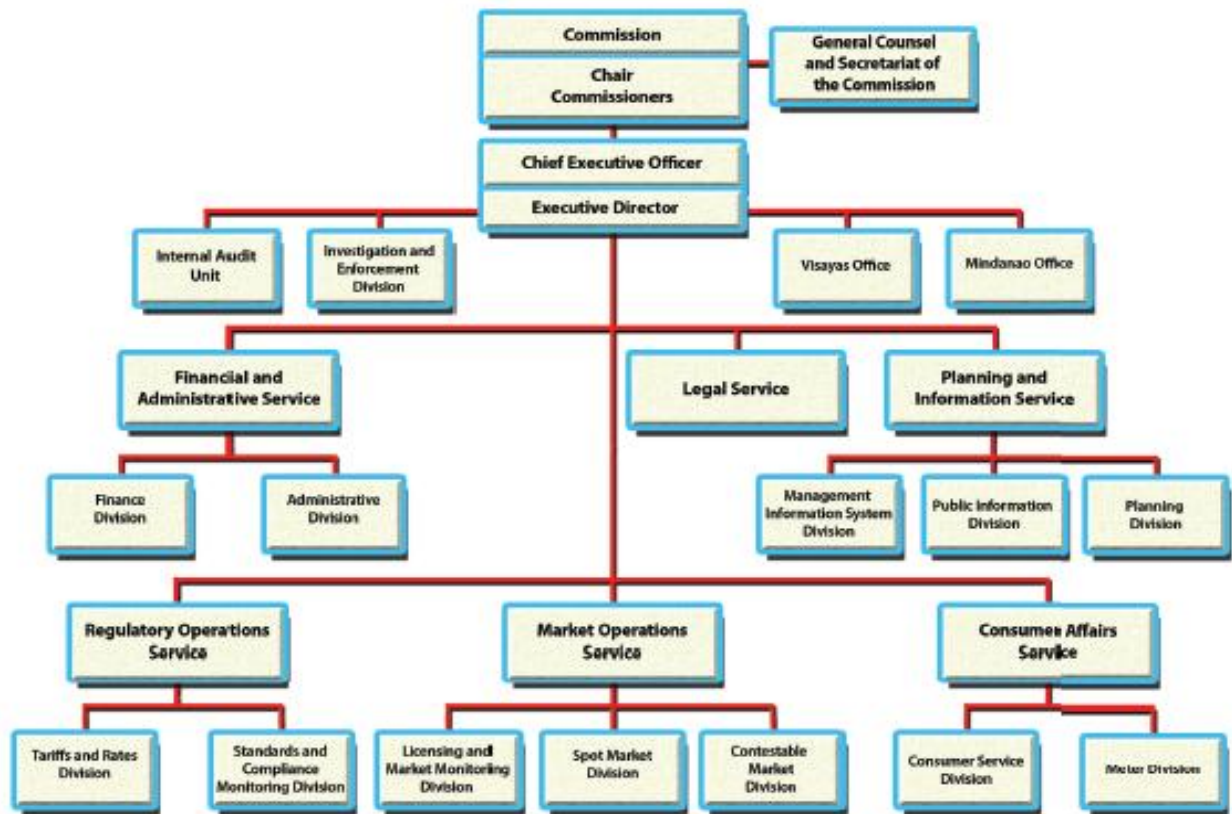 Commission
Chair
Commissioners
General Counsel
and Secretariat of
the Commission
Chief Executive Officer
Executive Director
Internal Audit
Unit
Investigation and
Enforcement
Division
Visayas Office
Mindanao Office
Financial and
Administrative Service
Legal Service
Planning and
Information Service
Finance
Division
Administrative
Division
Management
Information System
Division
Public Information
Division
Planning
Division
Regulatory Operations
Service
Market Operations
Service
Consumer Affairs
Service
Tariffs and Rates
Division
Standards and
Compliance
Monitoring Division
Licensing and
Market Monitoring
Division
Spot Market
Division
Contestable
Market
Division
Consumer Service
Division
Meter Division